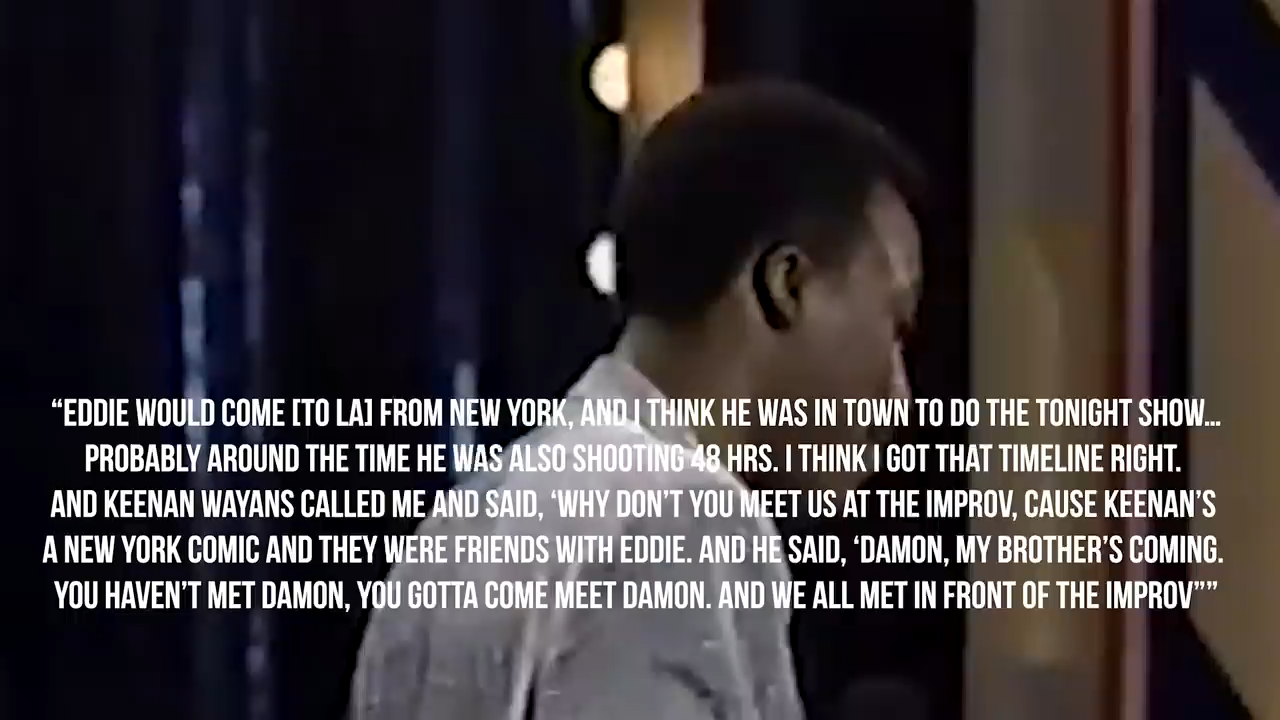 “EDDIE WOULD COME [TO LA] FROM NEW YORK, AND I THINK HE WAS IN TOWN TO DO THE TONIGHT SHOW...
PROBABLY AROUND THE TIME HE WAS ALSO SHOOTING 48 HRS. I THINK I GOT THAT TIMELINE RIGHT.
AND KEENAN WAYANS CALLED ME AND SAID, ‘WHY DON’T YOU MEET US AT THE IMPROV, CAUSE KEENAN’S
A NEW YORK COMIC AND THEY WERE FRIENDS WITH EDDIE. AND HE SAID, ‘DAMON, MY BROTHER’S COMING.
YOU HAVEN’T MET DAMON, YOU GOTTA COME MEET DAMON. AND WE ALL MET IN FRONT OF THE IMPROV””